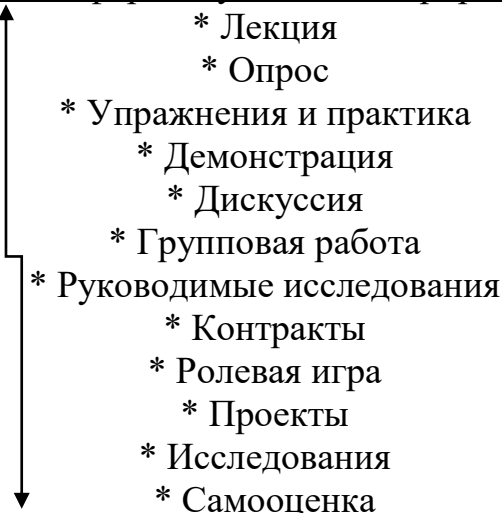 * Лекция
* Опрос
* Упражнения и практика
* Демонстрация
* Дискуссия
* Групповая работа
* Руководимые исследования
* Контракты
* Ролевая игра
* Проекты
* Исследования
* Самооценка